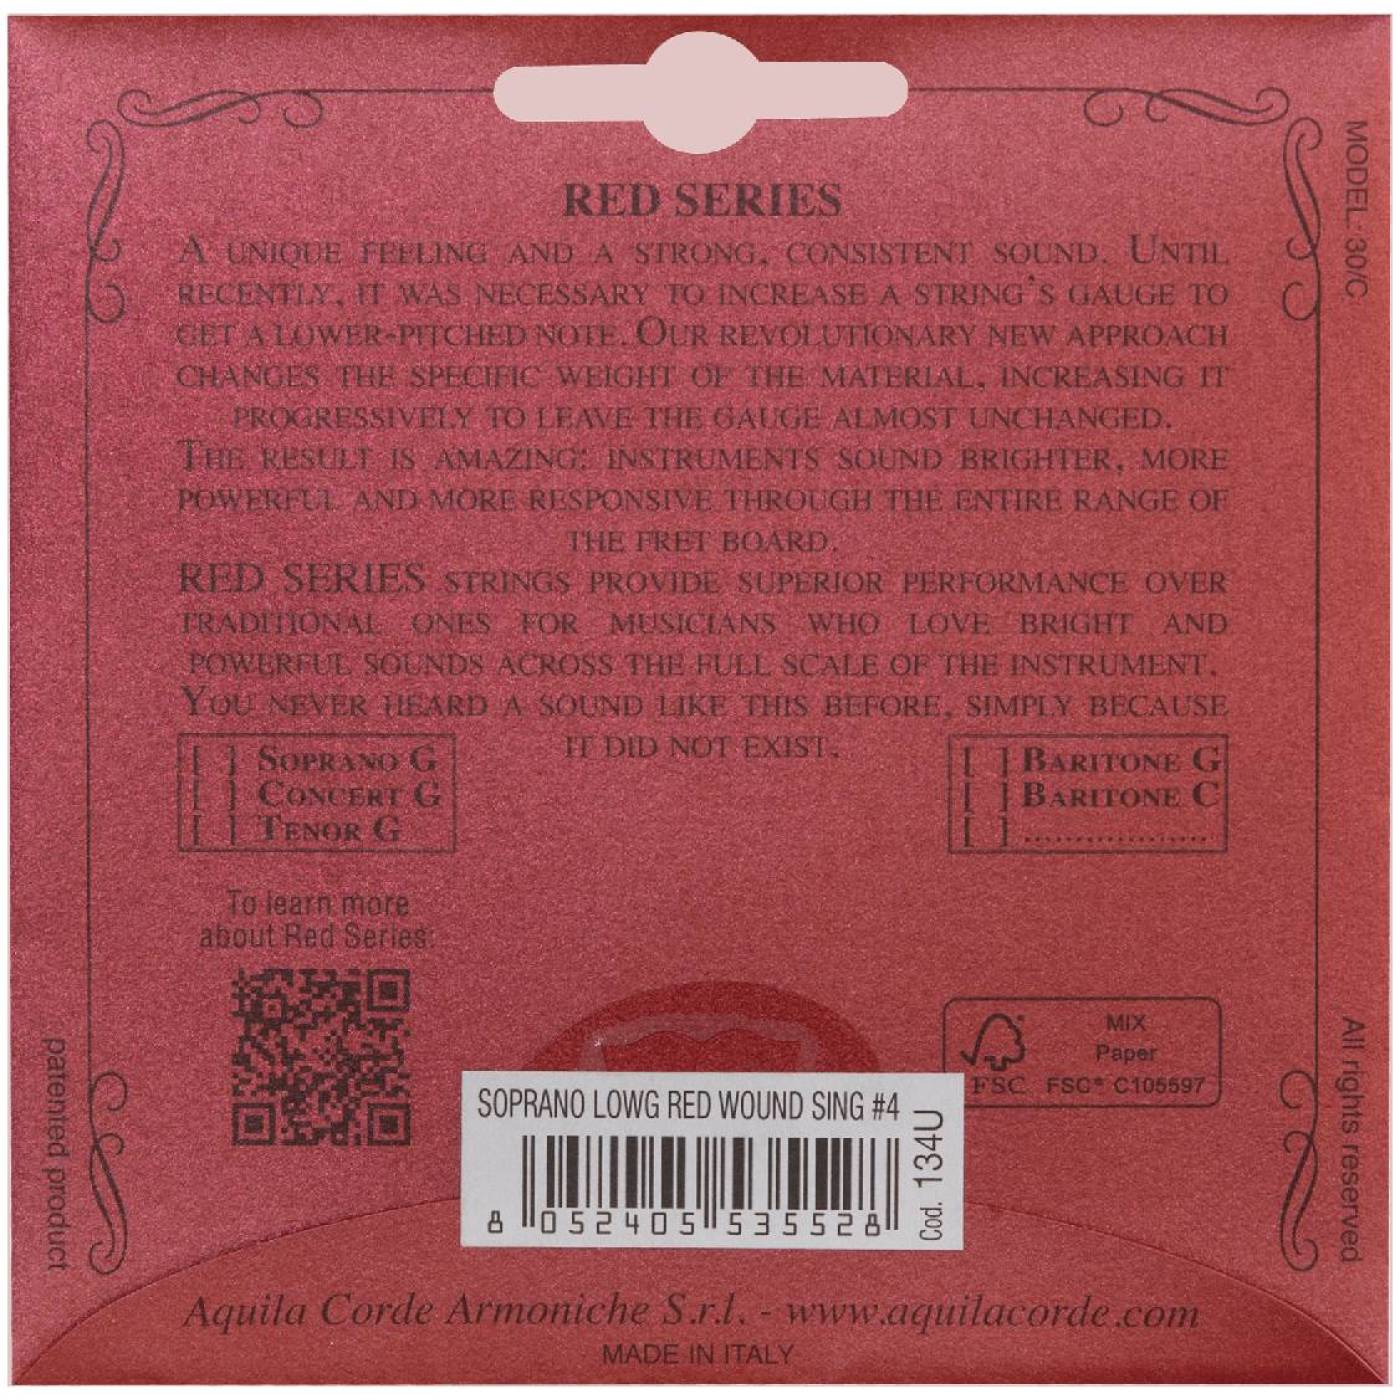 RED SERIES
A UNIQUE FEELING AND A STRONG, CONSISTENT SOUND. UNTIL
RECENTLY, IT WAS NECESSARY TO INCREASE A STRING'S GAUGE TO
GET A LOWER-PITCHED NOTE. OUR REVOLUTIONARY NEW APPROACH
CHANGES THE SPECIFIC WEIGHT OF THE MATERIAL, INCREASING IT
PROGRESSIVELY TO LEAVE THE GAUGE ALMOST UNCHANGED.
THE RESULT IS AMAZING: INSTRUMENTS SOUND BRIGHTER, MORE
POWERFUL AND MORE RESPONSIVE THROUGH THE ENTIRE RANGE OF
THE FRET BOARD.
RED SERIES STRINGS PROVIDE SUPERIOR PERFORMANCE OVER
TRADITIONAL ONES FOR MUSICIANS WHO LOVE BRIGHT AND
POWERFUL SOUNDS ACROSS THE FULL SCALE OF THE INSTRUMENT.
YOU NEVER HEARD A SOUND LIKE THIS BEFORE, SIMPLY BECAUSE
IT DID NOT EXIST.
[ ] SOPRANO G
[ ] CONCERT G
[ ] TENOR G
[ ] BARITONE G
[ ] BARITONE C
[ ] ..................
To learn more
about Red Series:
MIX
Paper
FSC FSC® C105597
SOPRANO LOWG RED WOUND SING #4
8 052405 535528
Cod. 134U
Aquila Corde Armoniche S.r.l. - www.aquilacorde.com
MADE IN ITALY
MODEL: 30/C
All rights reserved
patented product